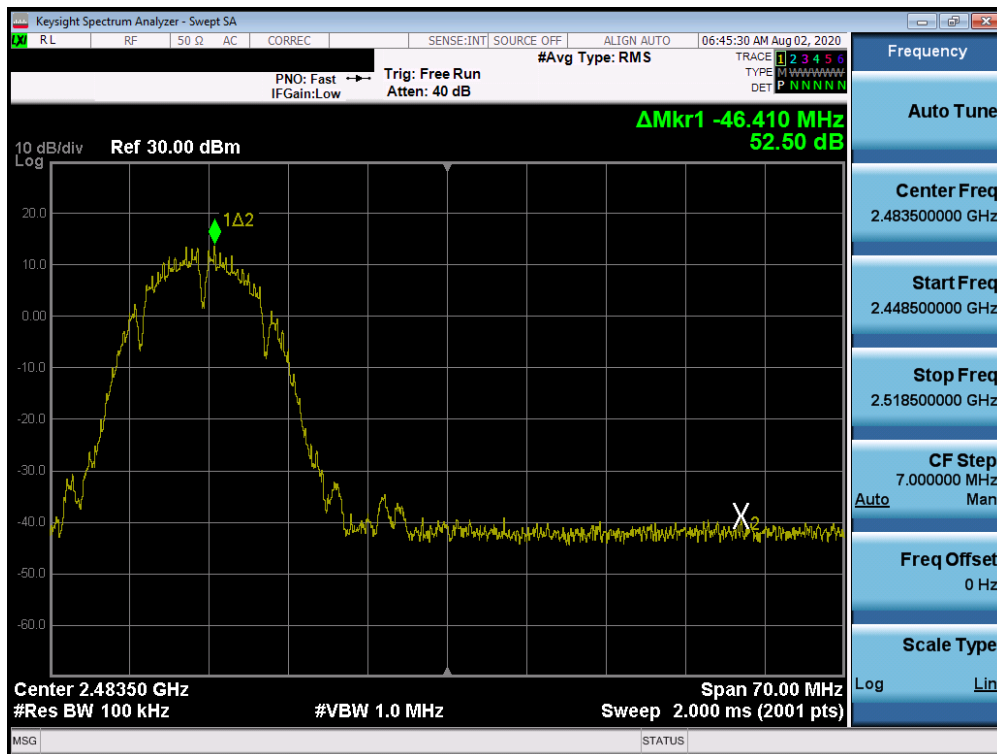 Keysight Spectrum Analyzer - Swept SA
LXI RL RF 50 Ω AC CORREC SENSE:INT SOURCE OFF ALIGN AUTO 06:45:30 AM Aug 02, 2020
#Avg Type: RMS
TRACE 1 2 3 4 5 6
PNO: Fast Trig: Free Run
TYPE M WWWWW
IFGain:Low Atten: 40 dB
DET P N N N N N
Frequency
Auto Tune
ΔMkr1 -46.410 MHz
52.50 dB
10 dB/div Ref 30.00 dBm
Log
1Δ2
20.0
10.0
0.00
-10.0
-20.0
-30.0
-40.0
-50.0
-60.0
X2
Center Freq
2.483500000 GHz
Start Freq
2.448500000 GHz
Stop Freq
2.518500000 GHz
CF Step
7.000000 MHz
Auto Man
Freq Offset
0 Hz
Scale Type
Log Lin
Center 2.48350 GHz Span 70.00 MHz
#Res BW 100 kHz #VBW 1.0 MHz Sweep 2.000 ms (2001 pts)
MSG STATUS